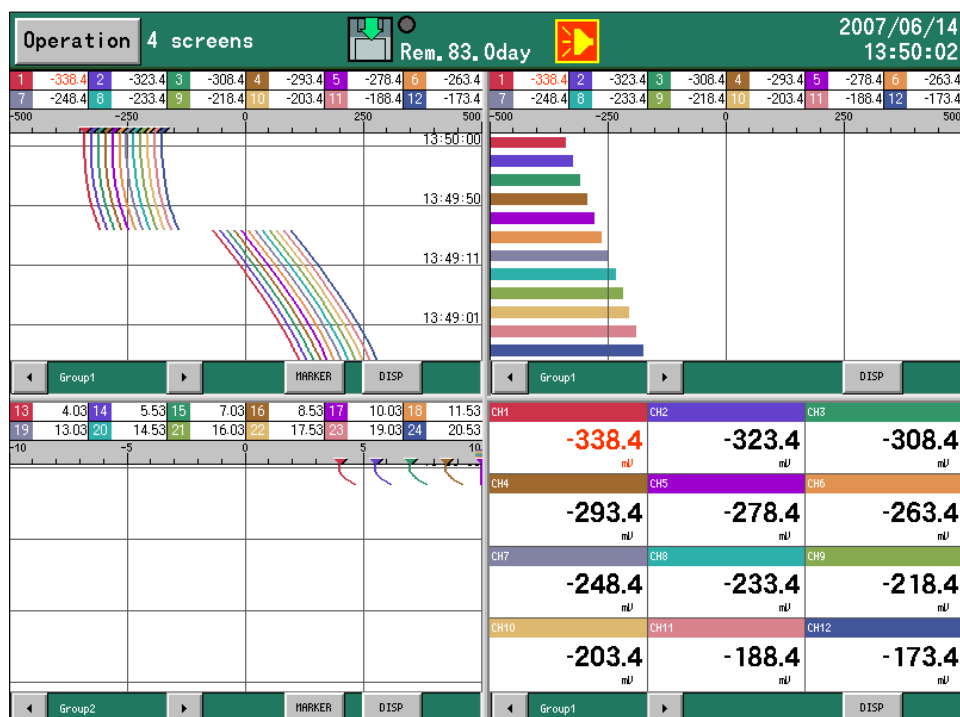 Operation 4 screens Rem. 83.0day 2007/06/14
13:50:02
1 -338.4 2 -323.4 3 -308.4 4 -293.4 5 -278.4 6 -263.4
7 -248.4 8 -233.4 9 -218.4 10 -203.4 11 -188.4 12 -173.4
-500 -250 0 250 500
13:50:00
13:49:50
13:49:11
13:49:01
Group1 MARKER DISP
1 -338.4 2 -323.4 3 -308.4 4 -293.4 5 -278.4 6 -263.4
7 -248.4 8 -233.4 9 -218.4 10 -203.4 11 -188.4 12 -173.4
-500 -250 0 250 500
Group1 DISP
13 4.03 14 5.53 15 7.03 16 8.53 17 10.03 18 11.53
19 13.03 20 14.53 21 16.03 22 17.53 23 19.03 24 20.53
-10 -5 0 5 10
Group2 MARKER DISP
CH1 CH2 CH3
-338.4 -323.4 -308.4
mV mV mV
CH4 CH5 CH6
-293.4 -278.4 -263.4
mV mV mV
CH7 CH8 CH9
-248.4 -233.4 -218.4
mV mV mV
CH10 CH11 CH12
-203.4 -188.4 -173.4
mV mV mV
Group1 DISP